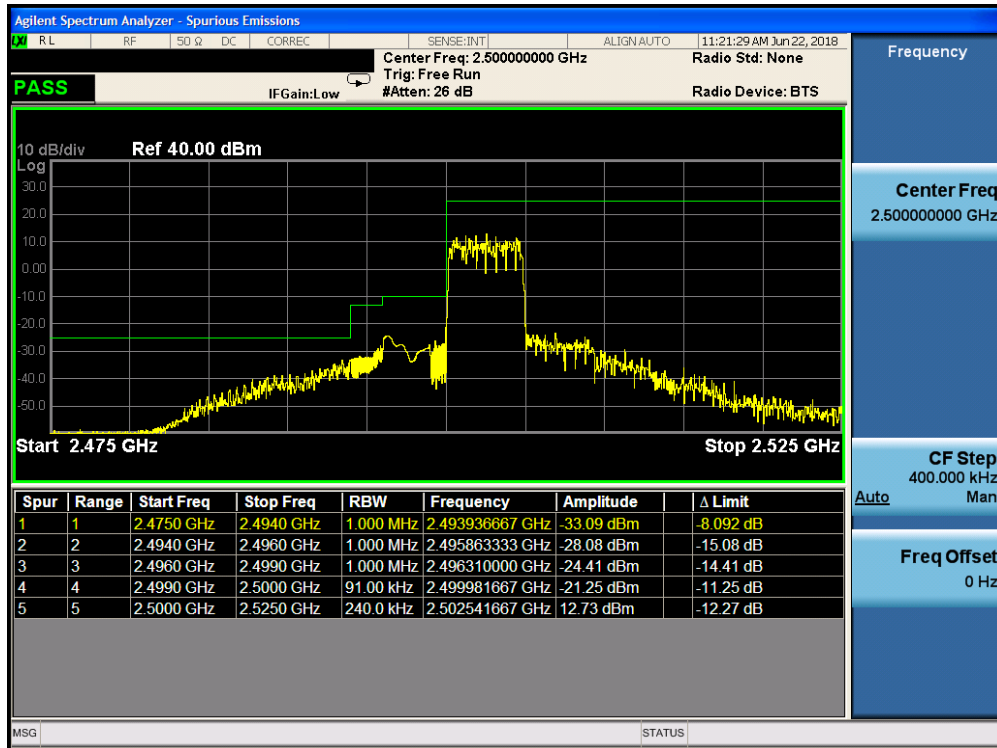 Agilent Spectrum Analyzer - Spurious Emissions
LXI RL RF 50 Ω DC CORREC SENSE:INT ALIGN AUTO 11:21:29 AM Jun 22, 2018
Center Freq: 2.500000000 GHz Radio Std: None
Trig: Free Run
PASS IFGain:Low #Atten: 26 dB Radio Device: BTS
Frequency
10 dB/div Ref 40.00 dBm
Log
30.0
20.0
10.0
0.00
-10.0
-20.0
-30.0
-40.0
-50.0
Start 2.475 GHz Stop 2.525 GHz
Spur Range Start Freq Stop Freq RBW Frequency Amplitude Δ Limit
1 1 2.4750 GHz 2.4940 GHz 1.000 MHz 2.493936667 GHz -33.09 dBm -8.092 dB
2 2 2.4940 GHz 2.4960 GHz 1.000 MHz 2.495863333 GHz -28.08 dBm -15.08 dB
3 3 2.4960 GHz 2.4990 GHz 1.000 MHz 2.496310000 GHz -24.41 dBm -14.41 dB
4 4 2.4990 GHz 2.5000 GHz 91.00 kHz 2.499981667 GHz -21.25 dBm -11.25 dB
5 5 2.5000 GHz 2.5250 GHz 240.0 kHz 2.502541667 GHz 12.73 dBm -12.27 dB
Center Freq
2.500000000 GHz
CF Step
400.000 kHz
Auto Man
Freq Offset
0 Hz
MSG STATUS